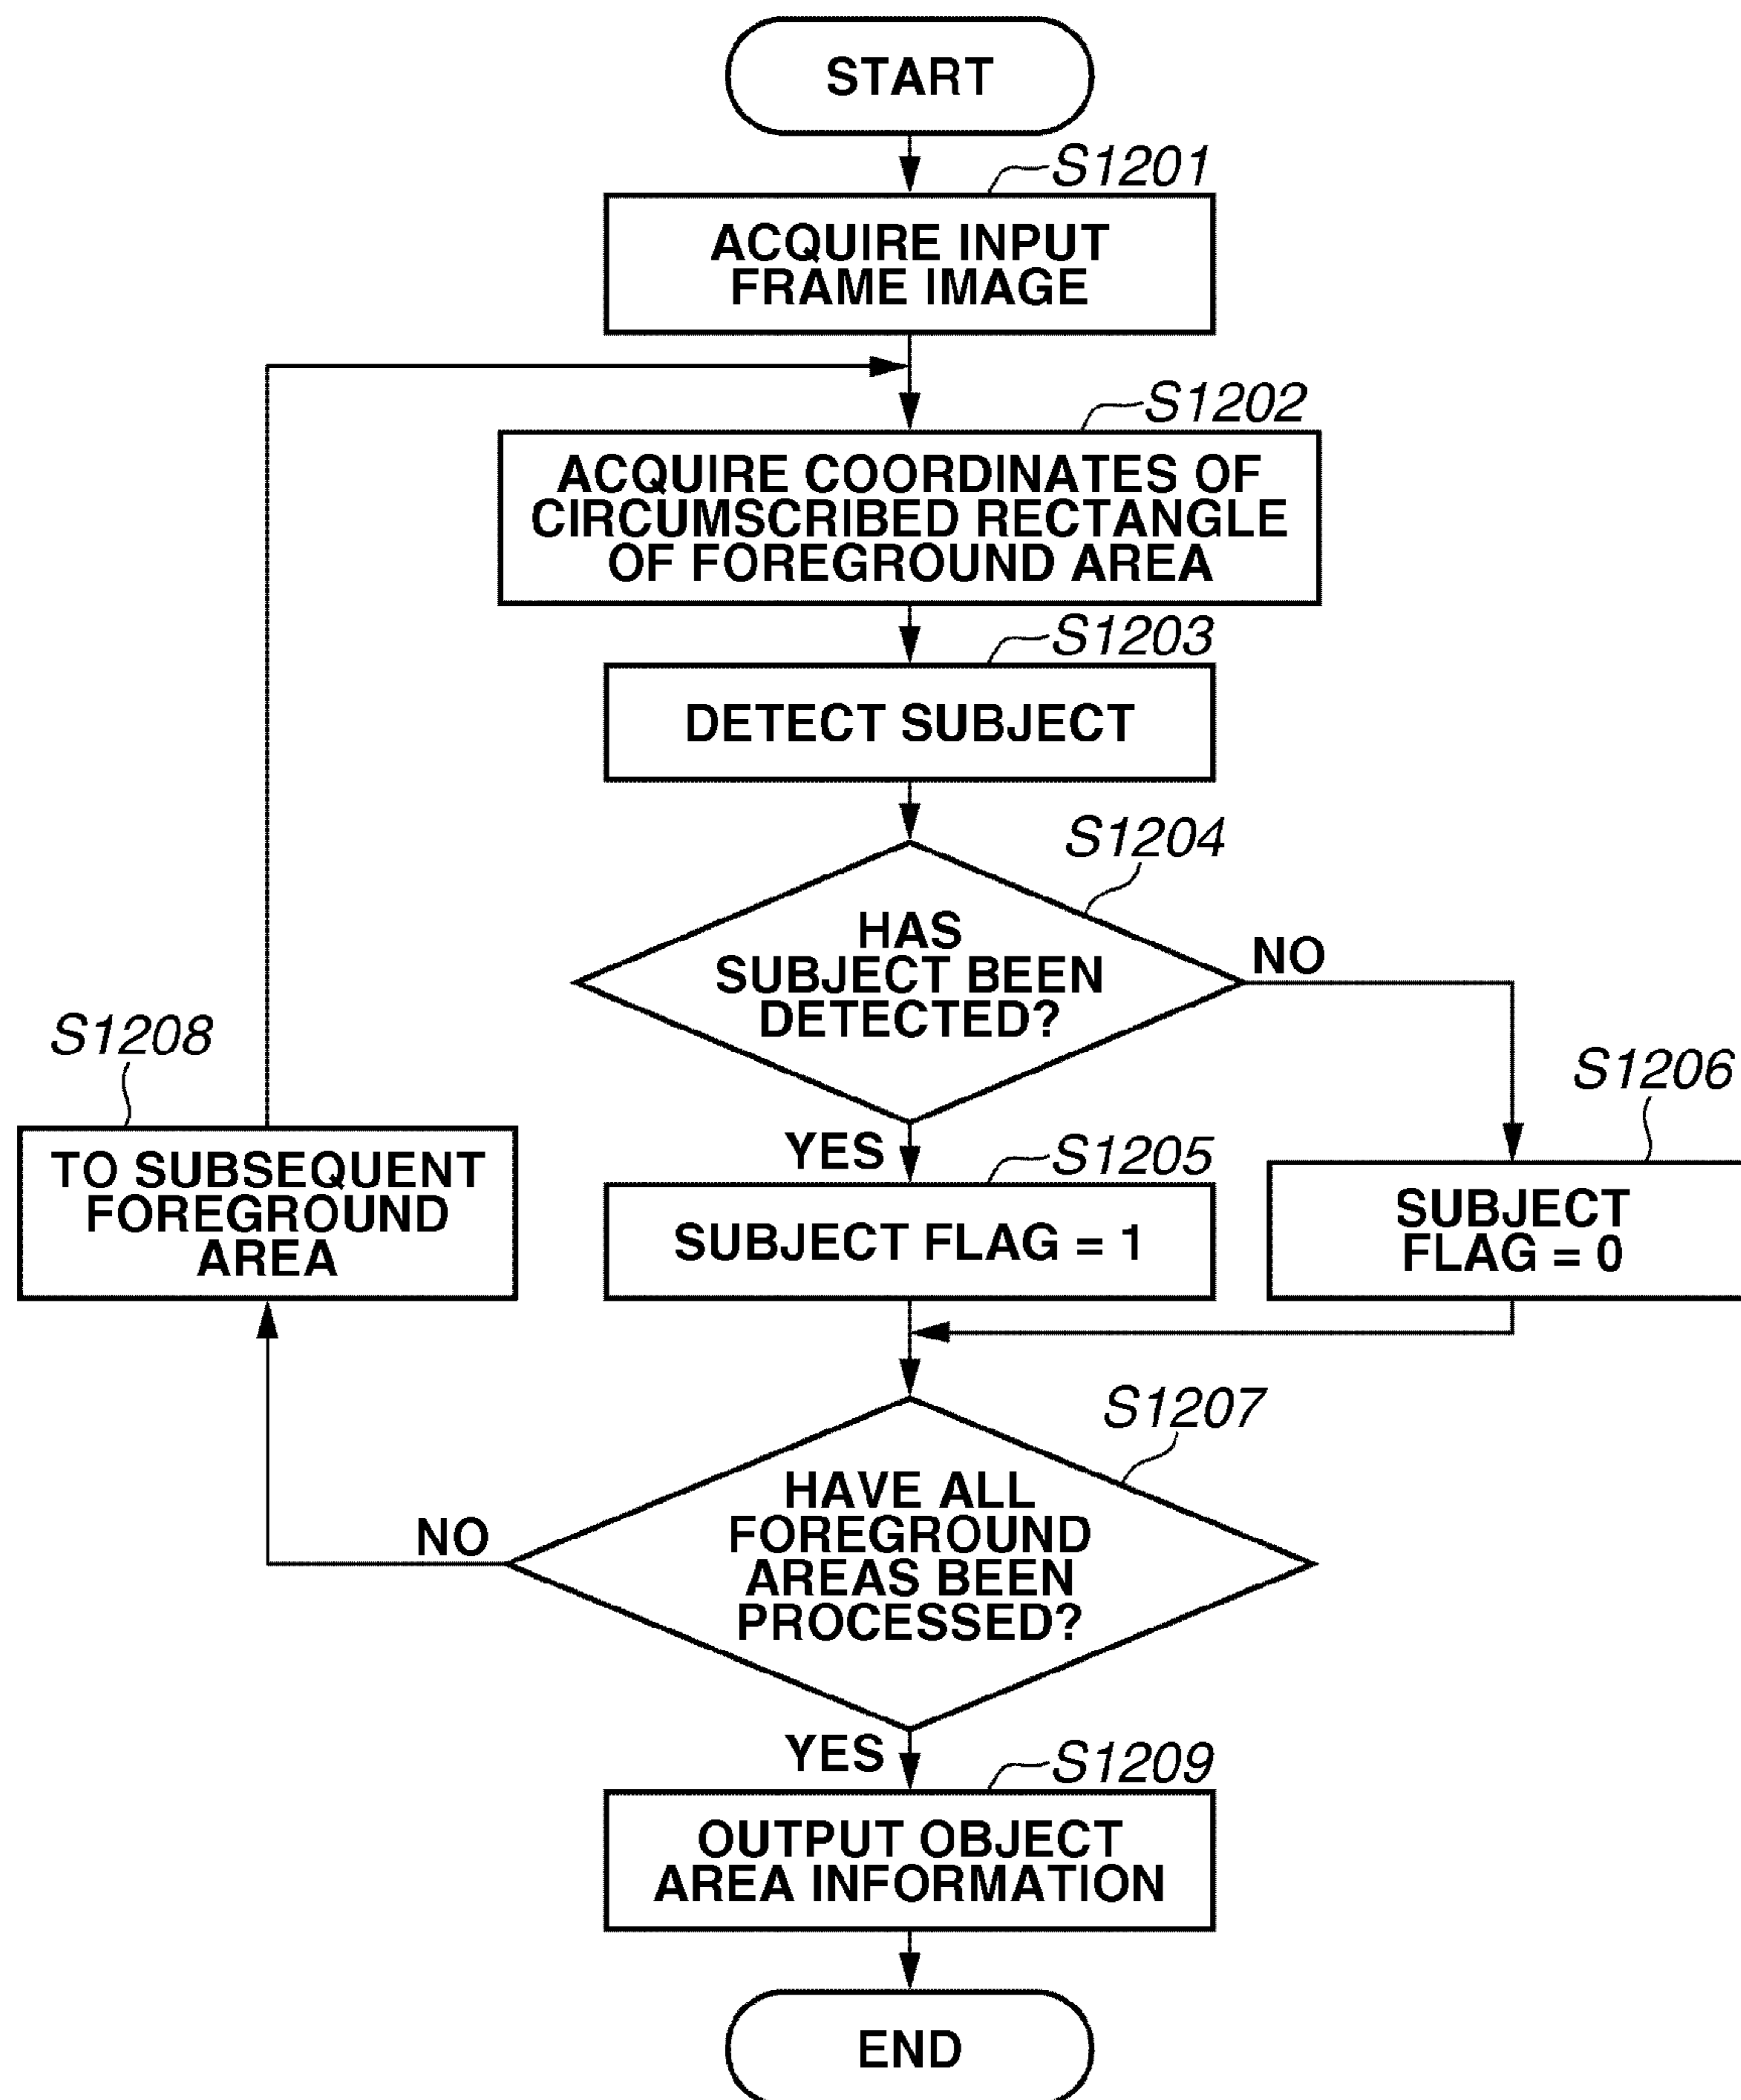 START
S1201
ACQUIRE INPUT
FRAME IMAGE
S1202
ACQUIRE COORDINATES OF
CIRCUMSCRIBED RECTANGLE
OF FOREGROUND AREA
S1203
DETECT SUBJECT
S1204
HAS
SUBJECT BEEN
DETECTED?
NO
YES
S1205
SUBJECT FLAG = 1
S1206
SUBJECT
FLAG = 0
S1208
TO SUBSEQUENT
FOREGROUND
AREA
S1207
HAVE ALL
FOREGROUND
AREAS BEEN
PROCESSED?
NO
YES
S1209
OUTPUT OBJECT
AREA INFORMATION
END